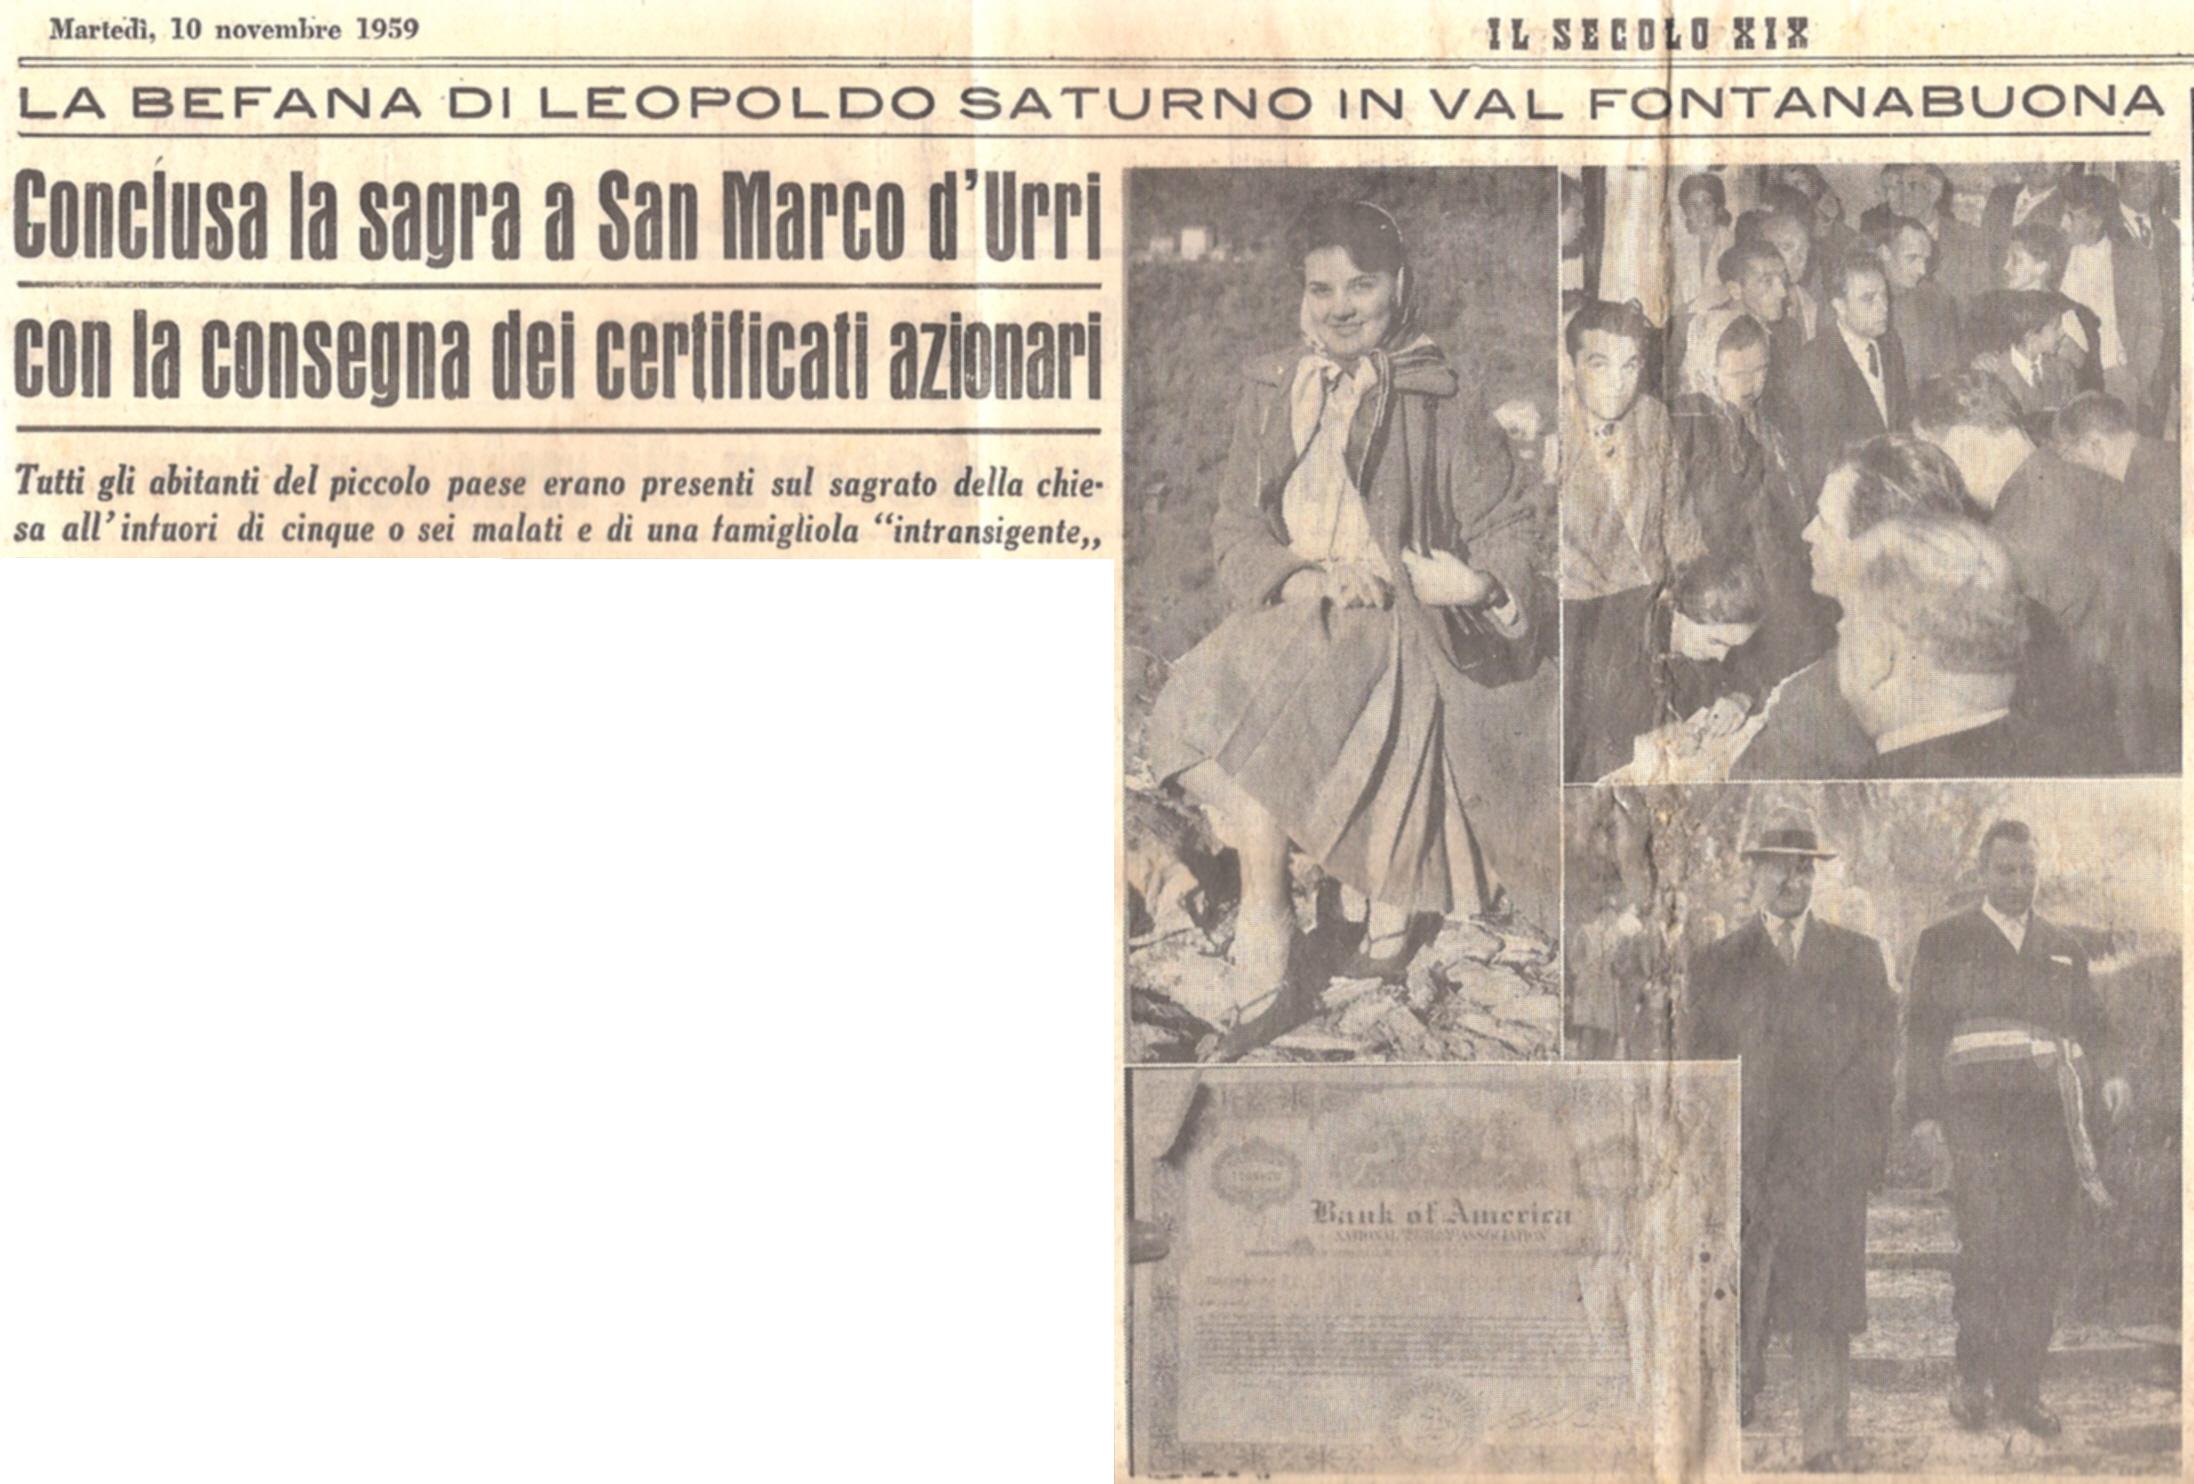 Martedì, 10 novembre 1959
IL SECOLO XIX
LA BEFANA DI LEOPOLDO SATURNO IN VAL FONTANABUONA
Conclusa la sagra a San Marco d'Urri
con la consegna dei certificati azionari
Tutti gli abitanti del piccolo paese erano presenti sul sagrato della chie-
sa all'infuori di cinque o sei malati e di una famigliola “intransigente„
Bank of America
NATIONAL ASSOCIATION